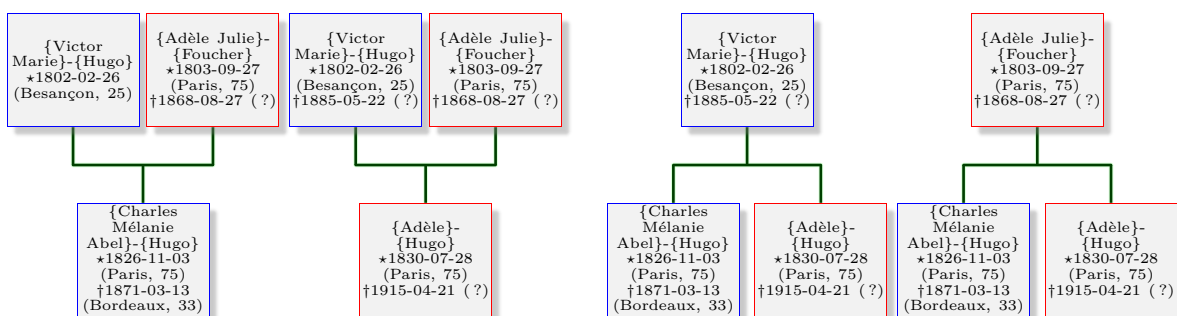 {Victor
Marie}-{Hugo}
⋆1802-02-26
(Besançon, 25)
{Adèle Julie}-
{Foucher}
⋆1803-09-27
(Paris, 75)
†1868-08-27 (?)
{Victor
Marie}-{Hugo}
⋆1802-02-26
(Besançon, 25)
†1885-05-22 (?)
{Adèle Julie}-
{Foucher}
⋆1803-09-27
(Paris, 75)
†1868-08-27 (?)
{Victor
Marie}-{Hugo}
⋆1802-02-26
(Besançon, 25)
†1885-05-22 (?)
{Adèle Julie}-
{Foucher}
⋆1803-09-27
(Paris, 75)
†1868-08-27 (?)
{Charles
Mélanie
Abel}-{Hugo}
⋆1826-11-03
(Paris, 75)
†1871-03-13
(Bordeaux, 33)
{Adèle}-
{Hugo}
⋆1830-07-28
(Paris, 75)
†1915-04-21 (?)
{Charles
Mélanie
Abel}-{Hugo}
⋆1826-11-03
(Paris, 75)
†1871-03-13
(Bordeaux, 33)
{Adèle}-
{Hugo}
⋆1830-07-28
(Paris, 75)
†1915-04-21 (?)
{Charles
Mélanie
Abel}-{Hugo}
⋆1826-11-03
(Paris, 75)
†1871-03-13
(Bordeaux, 33)
{Adèle}-
{Hugo}
⋆1830-07-28
(Paris, 75)
†1915-04-21 (?)